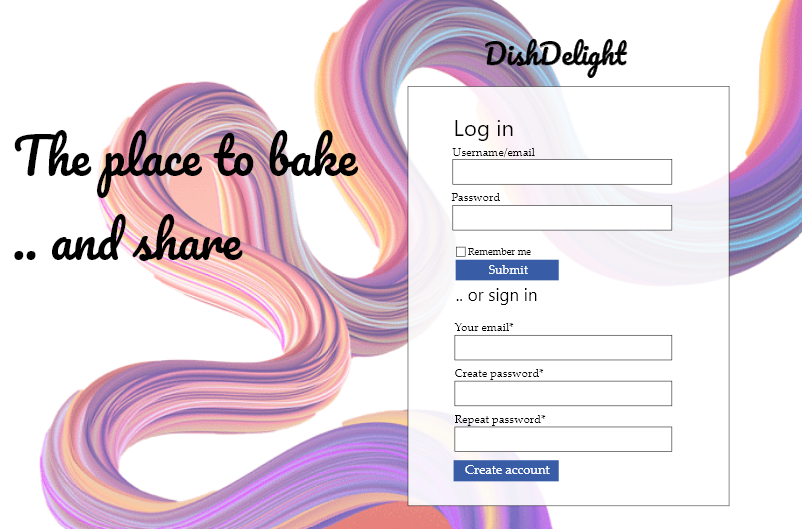 DishDelight
The place to bake
.. and share
Log in
Username/email
Password
Remember me
Submit
.. or sign in
Your email*
Create password*
Repeat password*
Create account